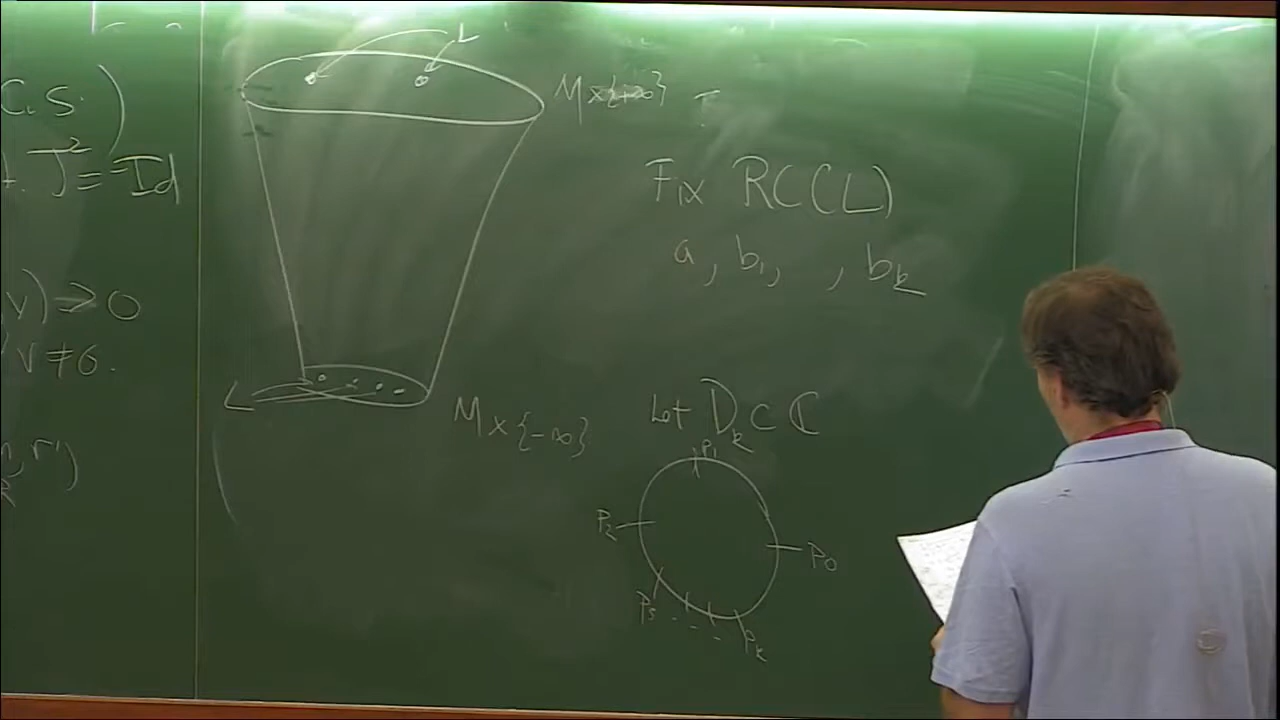 C.S. )
J² = -Id
v) > 0
v ≠ 0.
, r')
L
M×{+∞}
Fix RC(L)
a, b₁, , b_k
M×{-∞}
Let D_k ⊂ ℂ
P₁
P₂
P₀
P₃
. . .
P_k